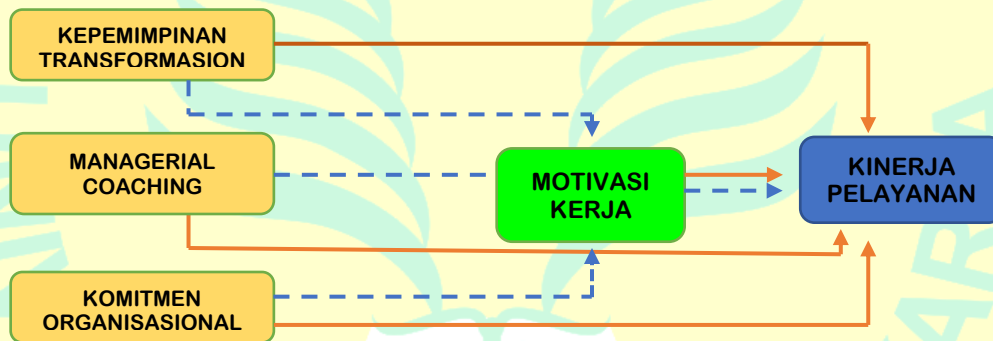 KEPEMIMPINAN
TRANSFORMASION
MANAGERIAL
COACHING
MOTIVASI
KERJA
KINERJA
PELAYANAN
KOMITMEN
ORGANISASIONAL